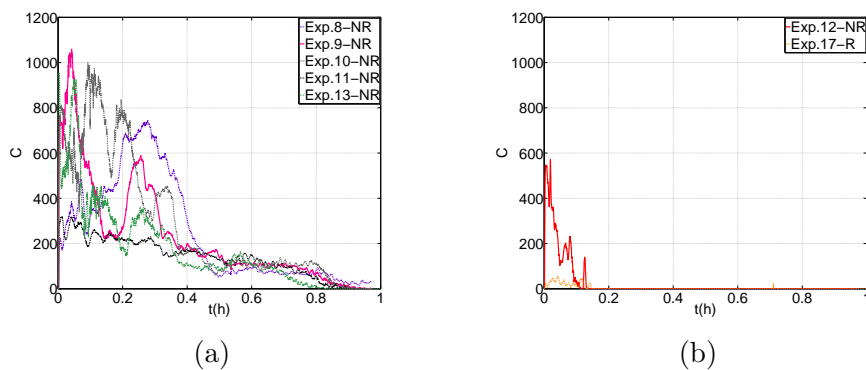 1200
1000
800
600
400
200
0
C
0
0.2
0.4
0.6
0.8
1
t(h)
Exp.8-NR
Exp.9-NR
Exp.10-NR
Exp.11-NR
Exp.13-NR
(a)
1200
1000
800
600
400
200
0
C
0
0.2
0.4
0.6
0.8
1
t(h)
Exp.12-NR
Exp.17-R
(b)